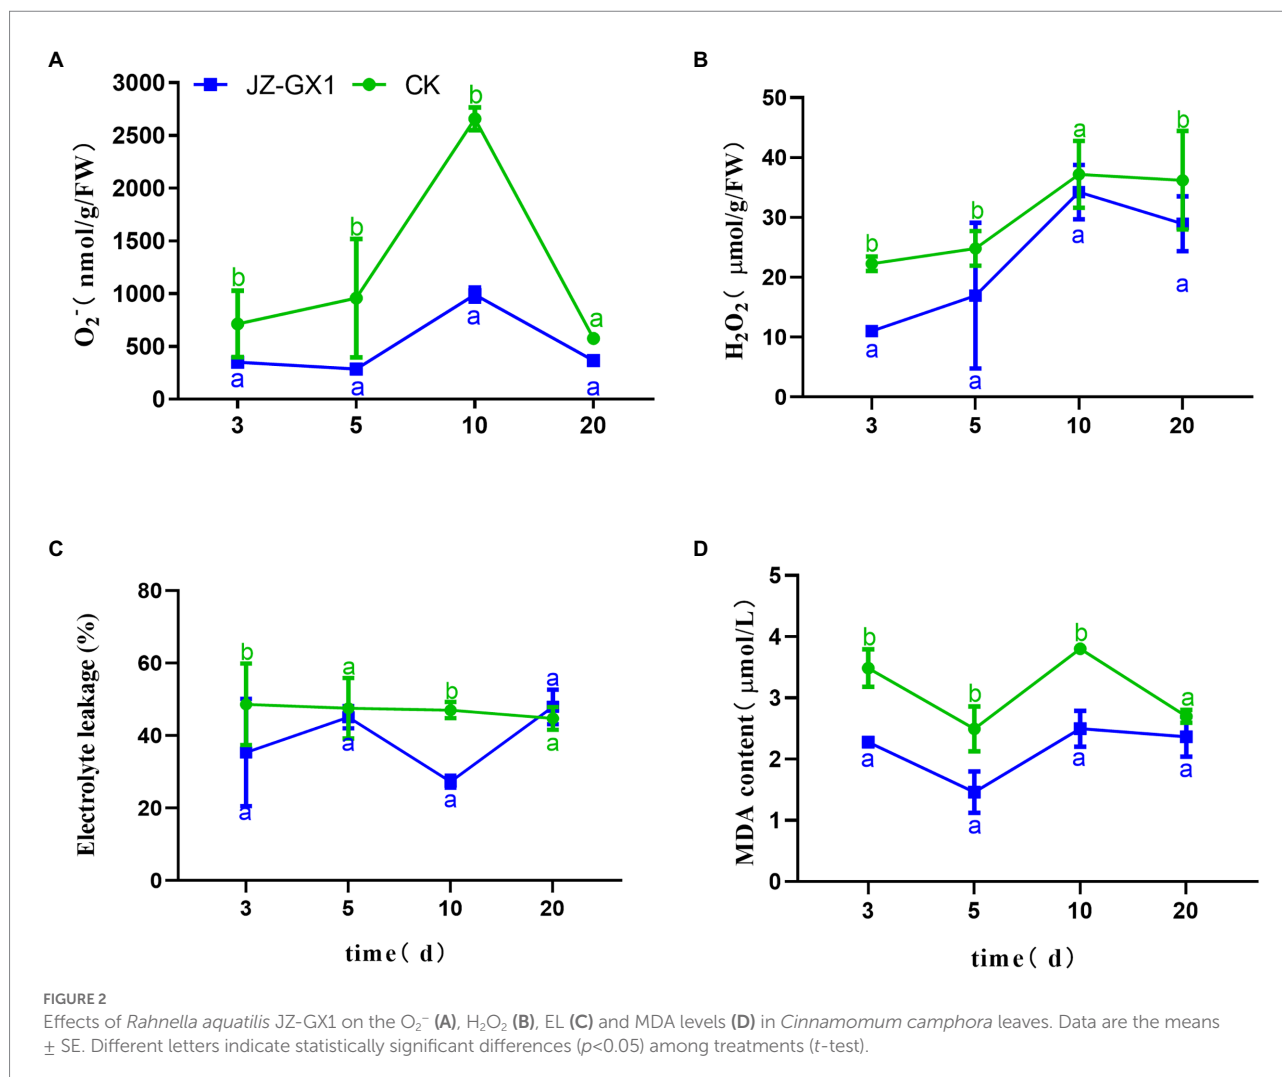 A
JZ-GX1 CK
O₂⁻ ( nmol/g/FW)
3000
2500
2000
1500
1000
500
0
b
b
b
a
a
a
a
a
3 5 10 20
B
H₂O₂ ( μmol/g/FW)
50
40
30
20
10
0
b
b
a
b
a
a
a
a
3 5 10 20
C
Electrolyte leakage (%)
80
60
40
20
0
b
a
b
a
a
a
a
a
3 5 10 20
time( d)
D
MDA content( μmol/L)
5
4
3
2
1
0
b
b
b
a
a
a
a
a
3 5 10 20
time( d)
FIGURE 2
Effects of Rahnella aquatilis JZ-GX1 on the O₂⁻ (A), H₂O₂ (B), EL (C) and MDA levels (D) in Cinnamomum camphora leaves. Data are the means
± SE. Different letters indicate statistically significant differences (p<0.05) among treatments (t-test).